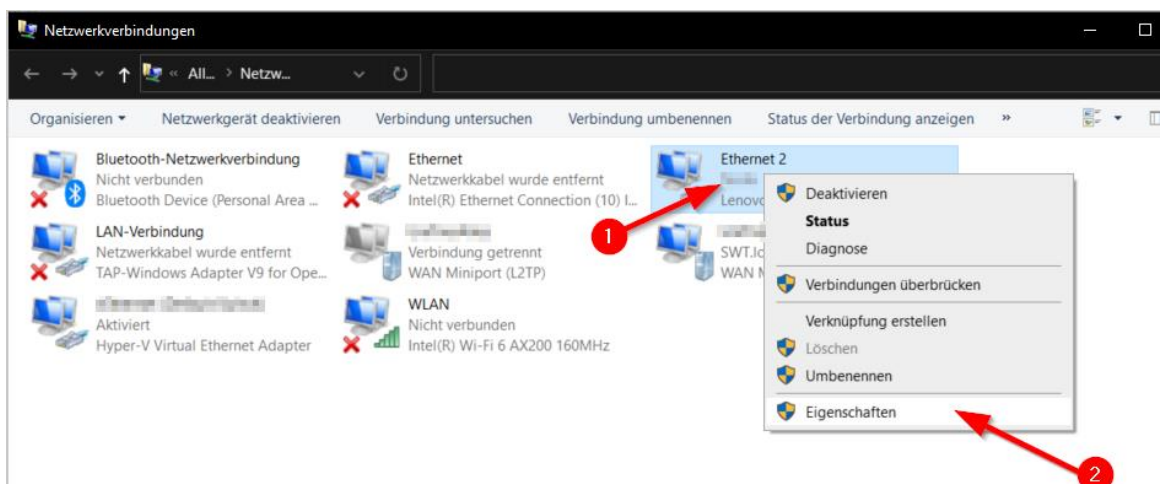 Netzwerkverbindungen
« All... > Netzw...
Organisieren Netzwerkgerät deaktivieren Verbindung untersuchen Verbindung umbenennen Status der Verbindung anzeigen »
Bluetooth-Netzwerkverbindung
Nicht verbunden
Bluetooth Device (Personal Area ...
Ethernet
Netzwerkkabel wurde entfernt
Intel(R) Ethernet Connection (10) I...
Ethernet 2
Lenovo
LAN-Verbindung
Netzwerkkabel wurde entfernt
TAP-Windows Adapter V9 for Ope...
Verbindung getrennt
WAN Miniport (L2TP)
WAN
Aktiviert
Hyper-V Virtual Ethernet Adapter
WLAN
Nicht verbunden
Intel(R) Wi-Fi 6 AX200 160MHz
Deaktivieren
Status
Diagnose
Verbindungen überbrücken
Verknüpfung erstellen
Löschen
Umbenennen
Eigenschaften
1
2